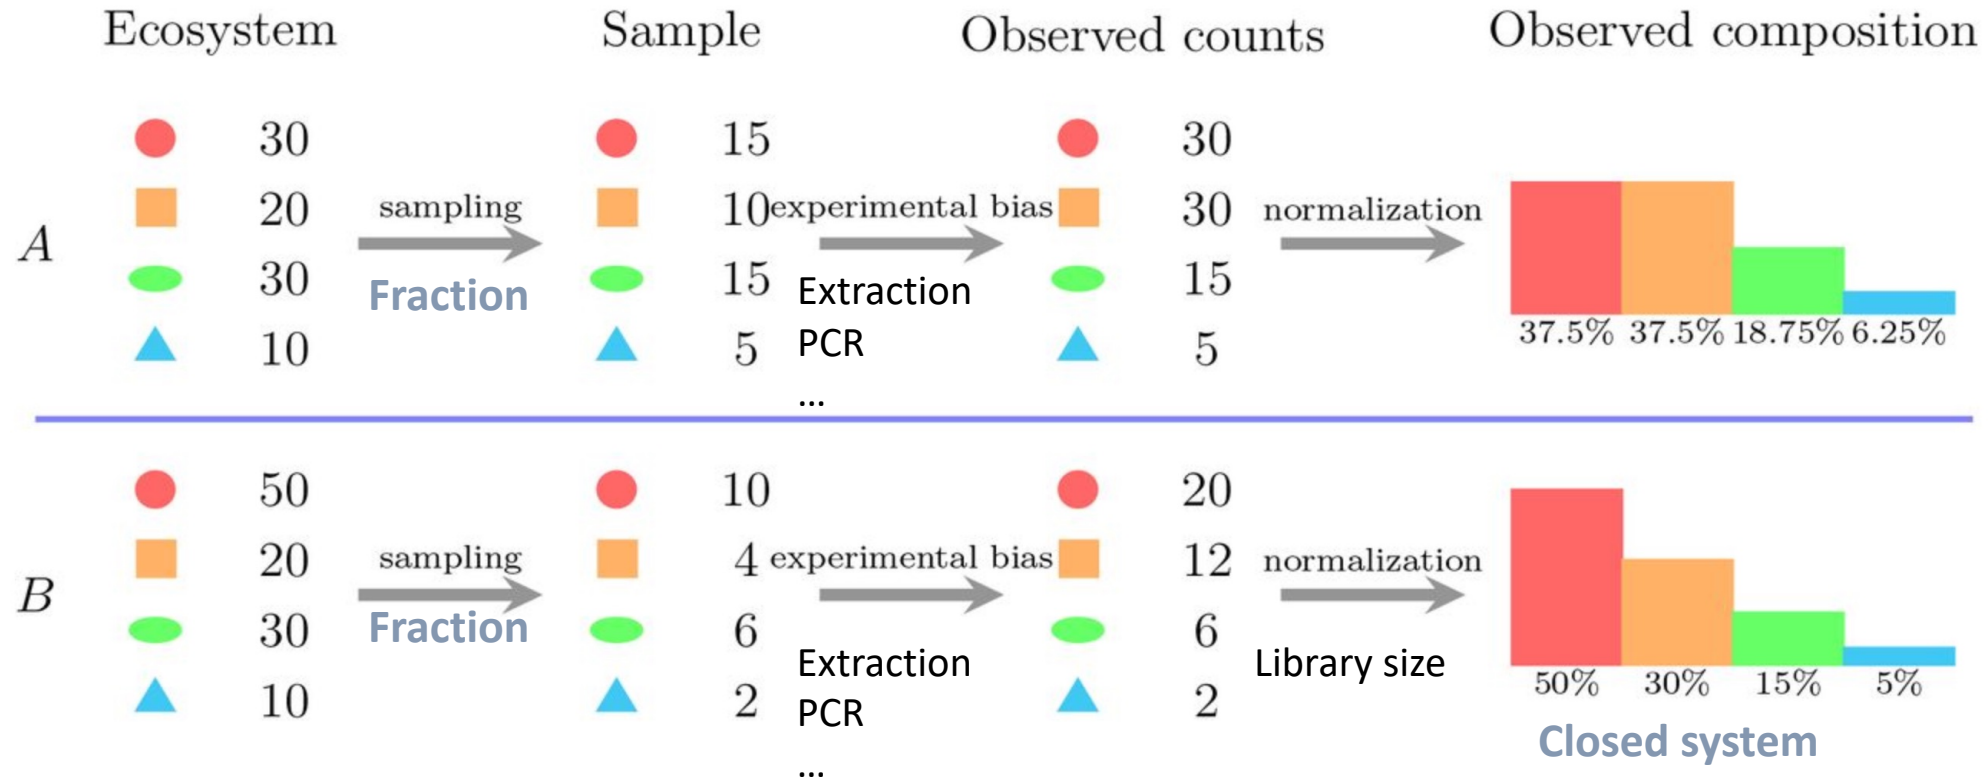 Ecosystem Sample Observed counts Observed composition
30 15 30
20 sampling 10 experimental bias 30 normalization
A
30 Fraction 15 Extraction 15
37.5% 37.5% 18.75% 6.25%
10 5 PCR 5
...
50 10 20
20 sampling 4 experimental bias 12 normalization
B
30 Fraction 6 Extraction 6 Library size
50% 30% 15% 5%
10 2 PCR 2
Closed system
...